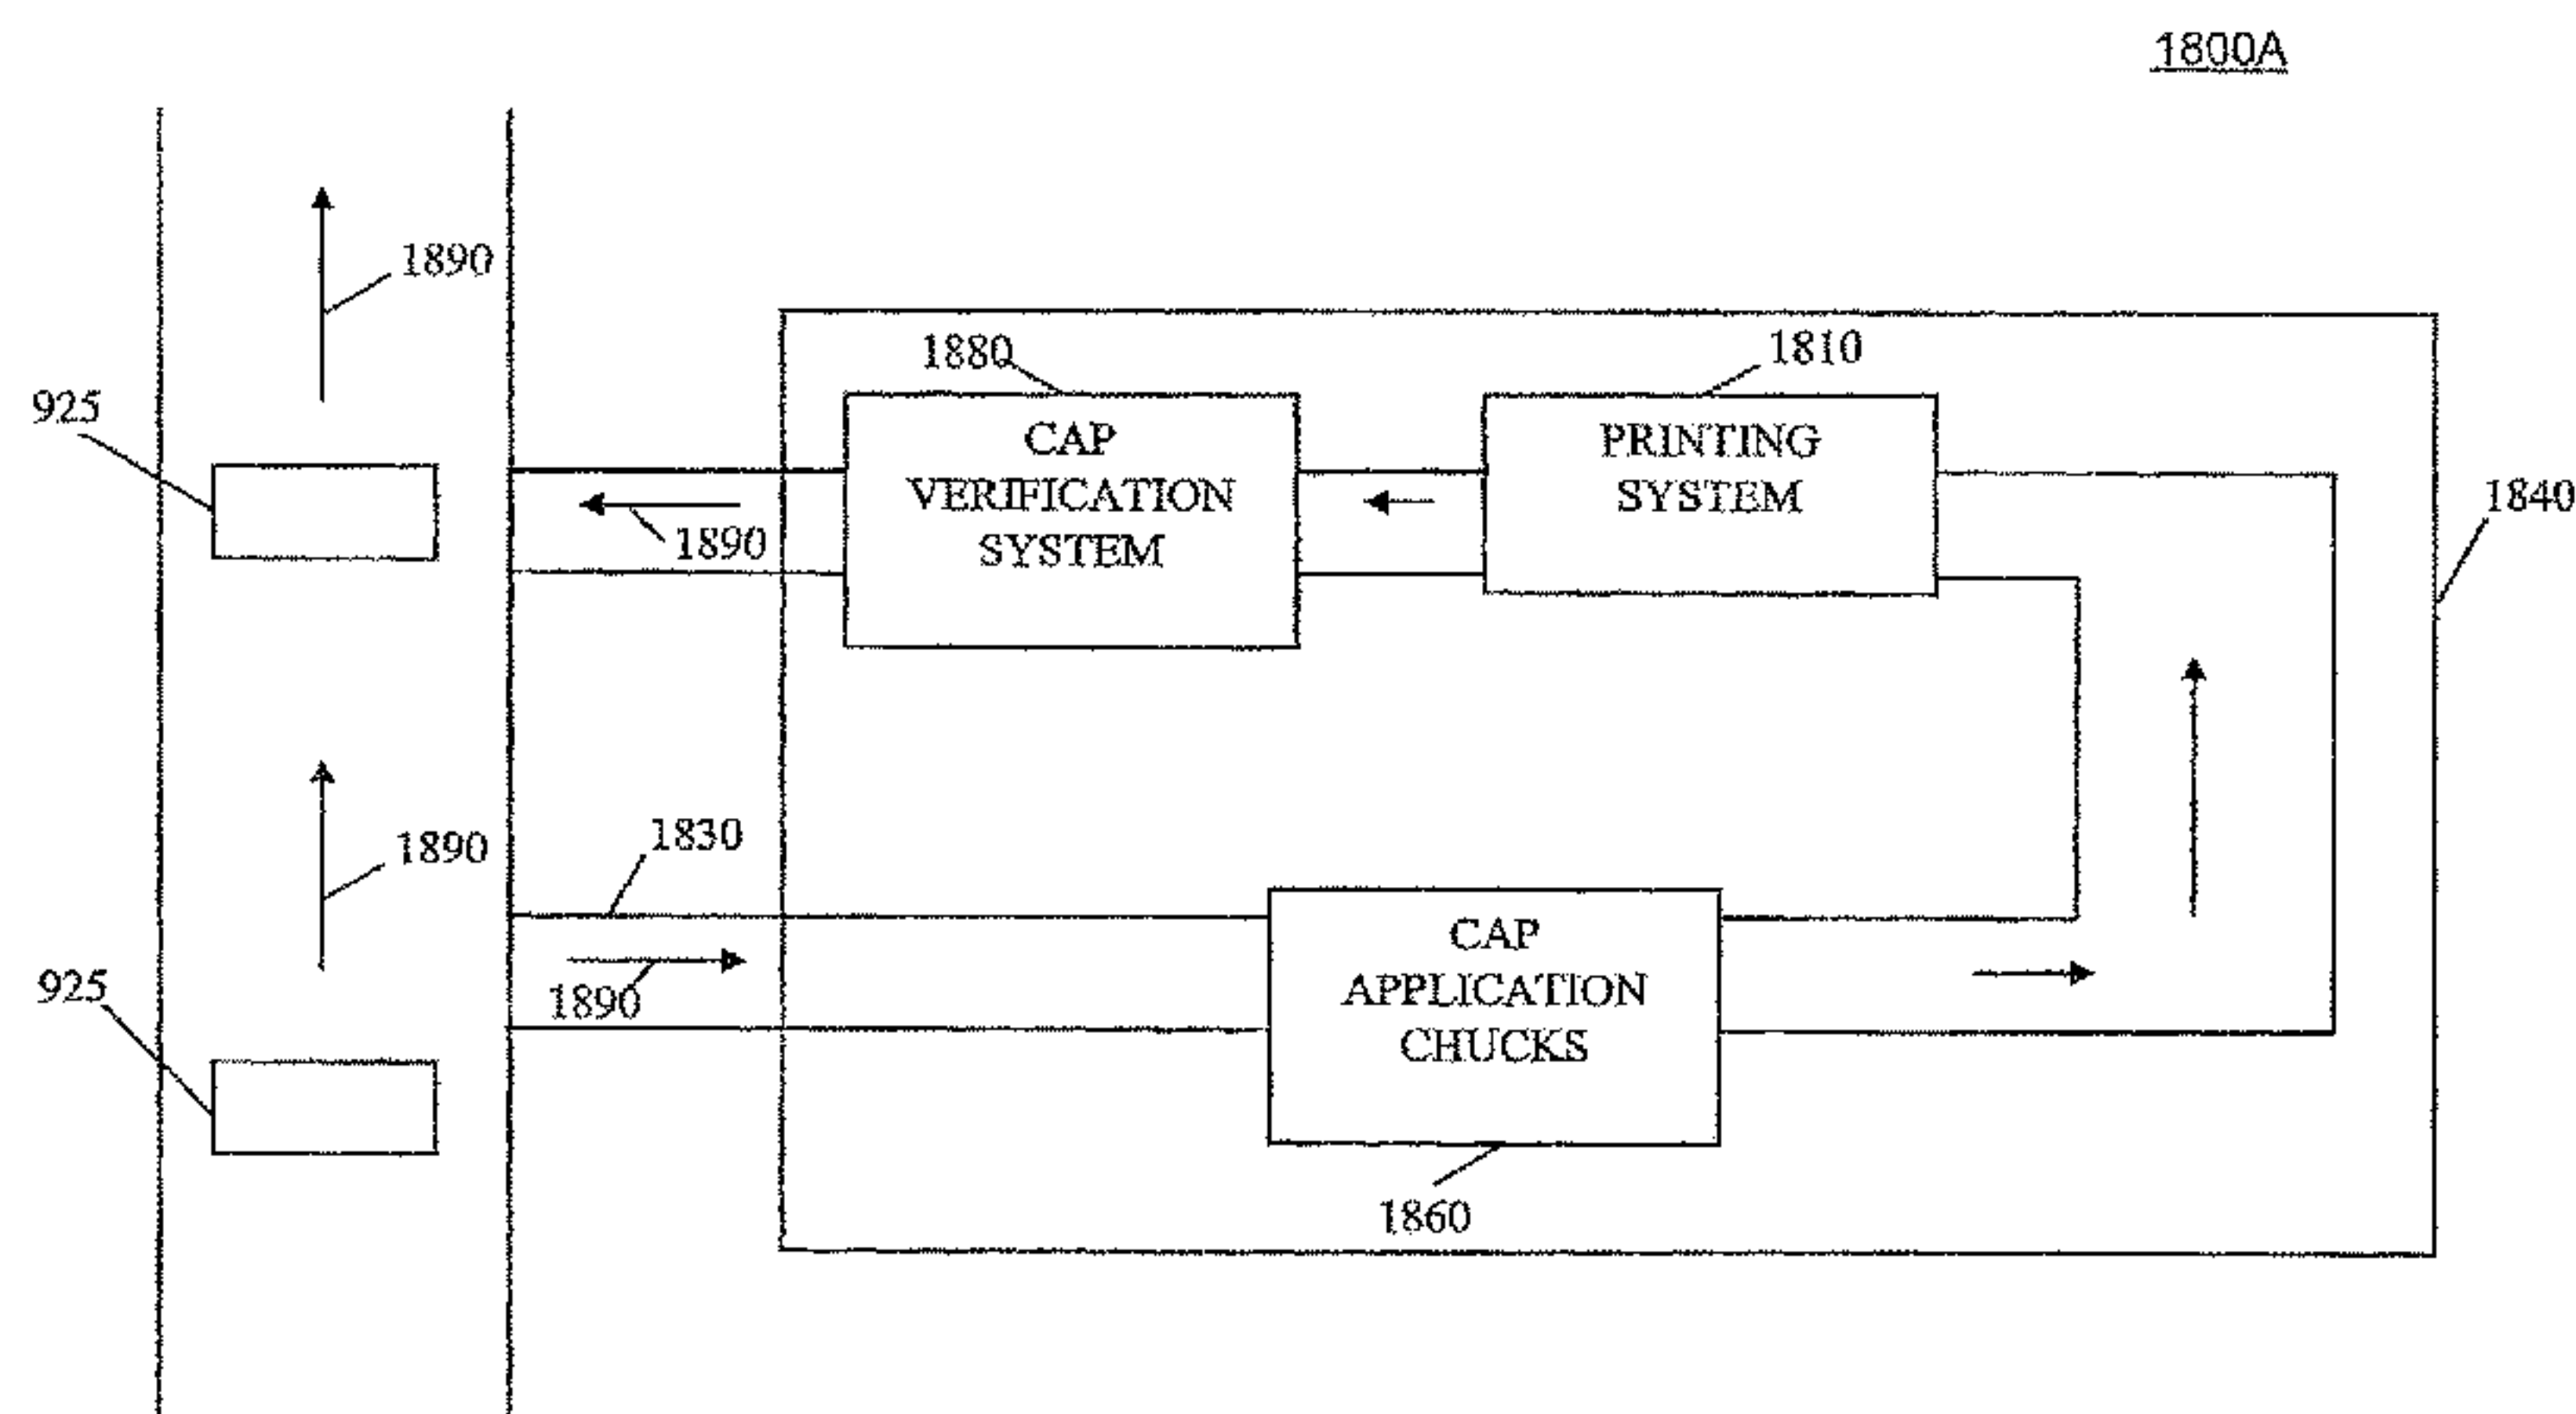 1800A
1890
1880
1810
925
CAP
VERIFICATION
SYSTEM
PRINTING
SYSTEM
1840
1890
1830
1890
CAP
APPLICATION
CHUCKS
925
1890
1860